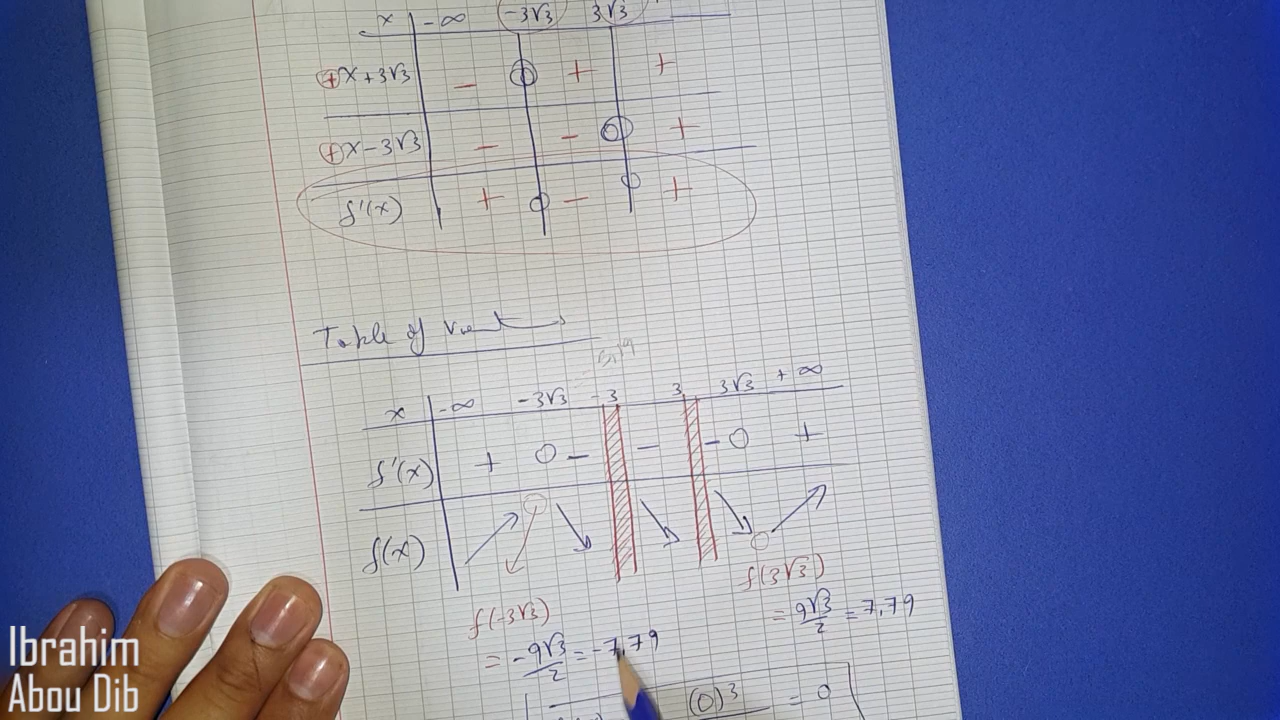 x -∞ -3√3 3√3 +
+x+3√3 - 0 + +
+x-3√3 - - 0 +
f'(x) + 0 - 0 +
Table of
x -∞ -3√3 -3 3 3√3 +∞
f'(x) + 0 - - - 0 +
f(x)
f(-3√3) f(3√3)
= -9√3/2 = -7,79 = 9√3/2 = 7,79
(0)³ = 0
Ibrahim
Abou Dib